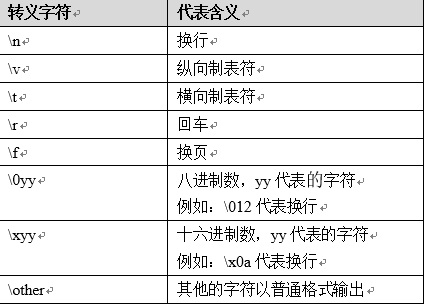 转义字符 代表含义
\n 换行
\v 纵向制表符
\t 横向制表符
\r 回车
\f 换页
\0yy 八进制数，yy 代表的字符
例如：\012 代表换行
\xyy 十六进制数，yy 代表的字符
例如：\x0a 代表换行
\other 其他的字符以普通格式输出